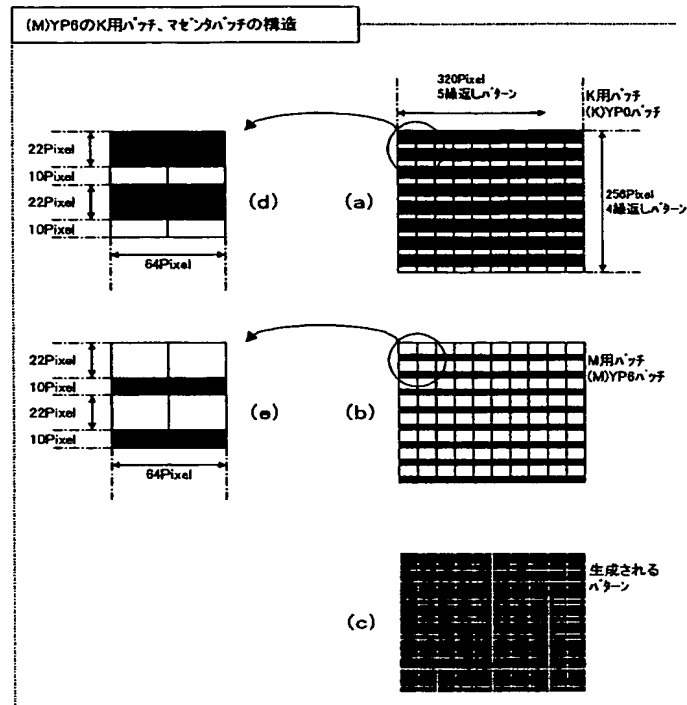 (M)YP6のK用パッチ、マゼンタパッチの構造
320Pixel
5繰返しパターン
K用パッチ
(K)YP0パッチ
22Pixel
10Pixel
22Pixel
10Pixel
(d)
(a)
256Pixel
4繰返しパターン
64Pixel
22Pixel
10Pixel
22Pixel
10Pixel
(e)
(b)
M用パッチ
(M)YP6パッチ
64Pixel
(c)
生成される
パターン